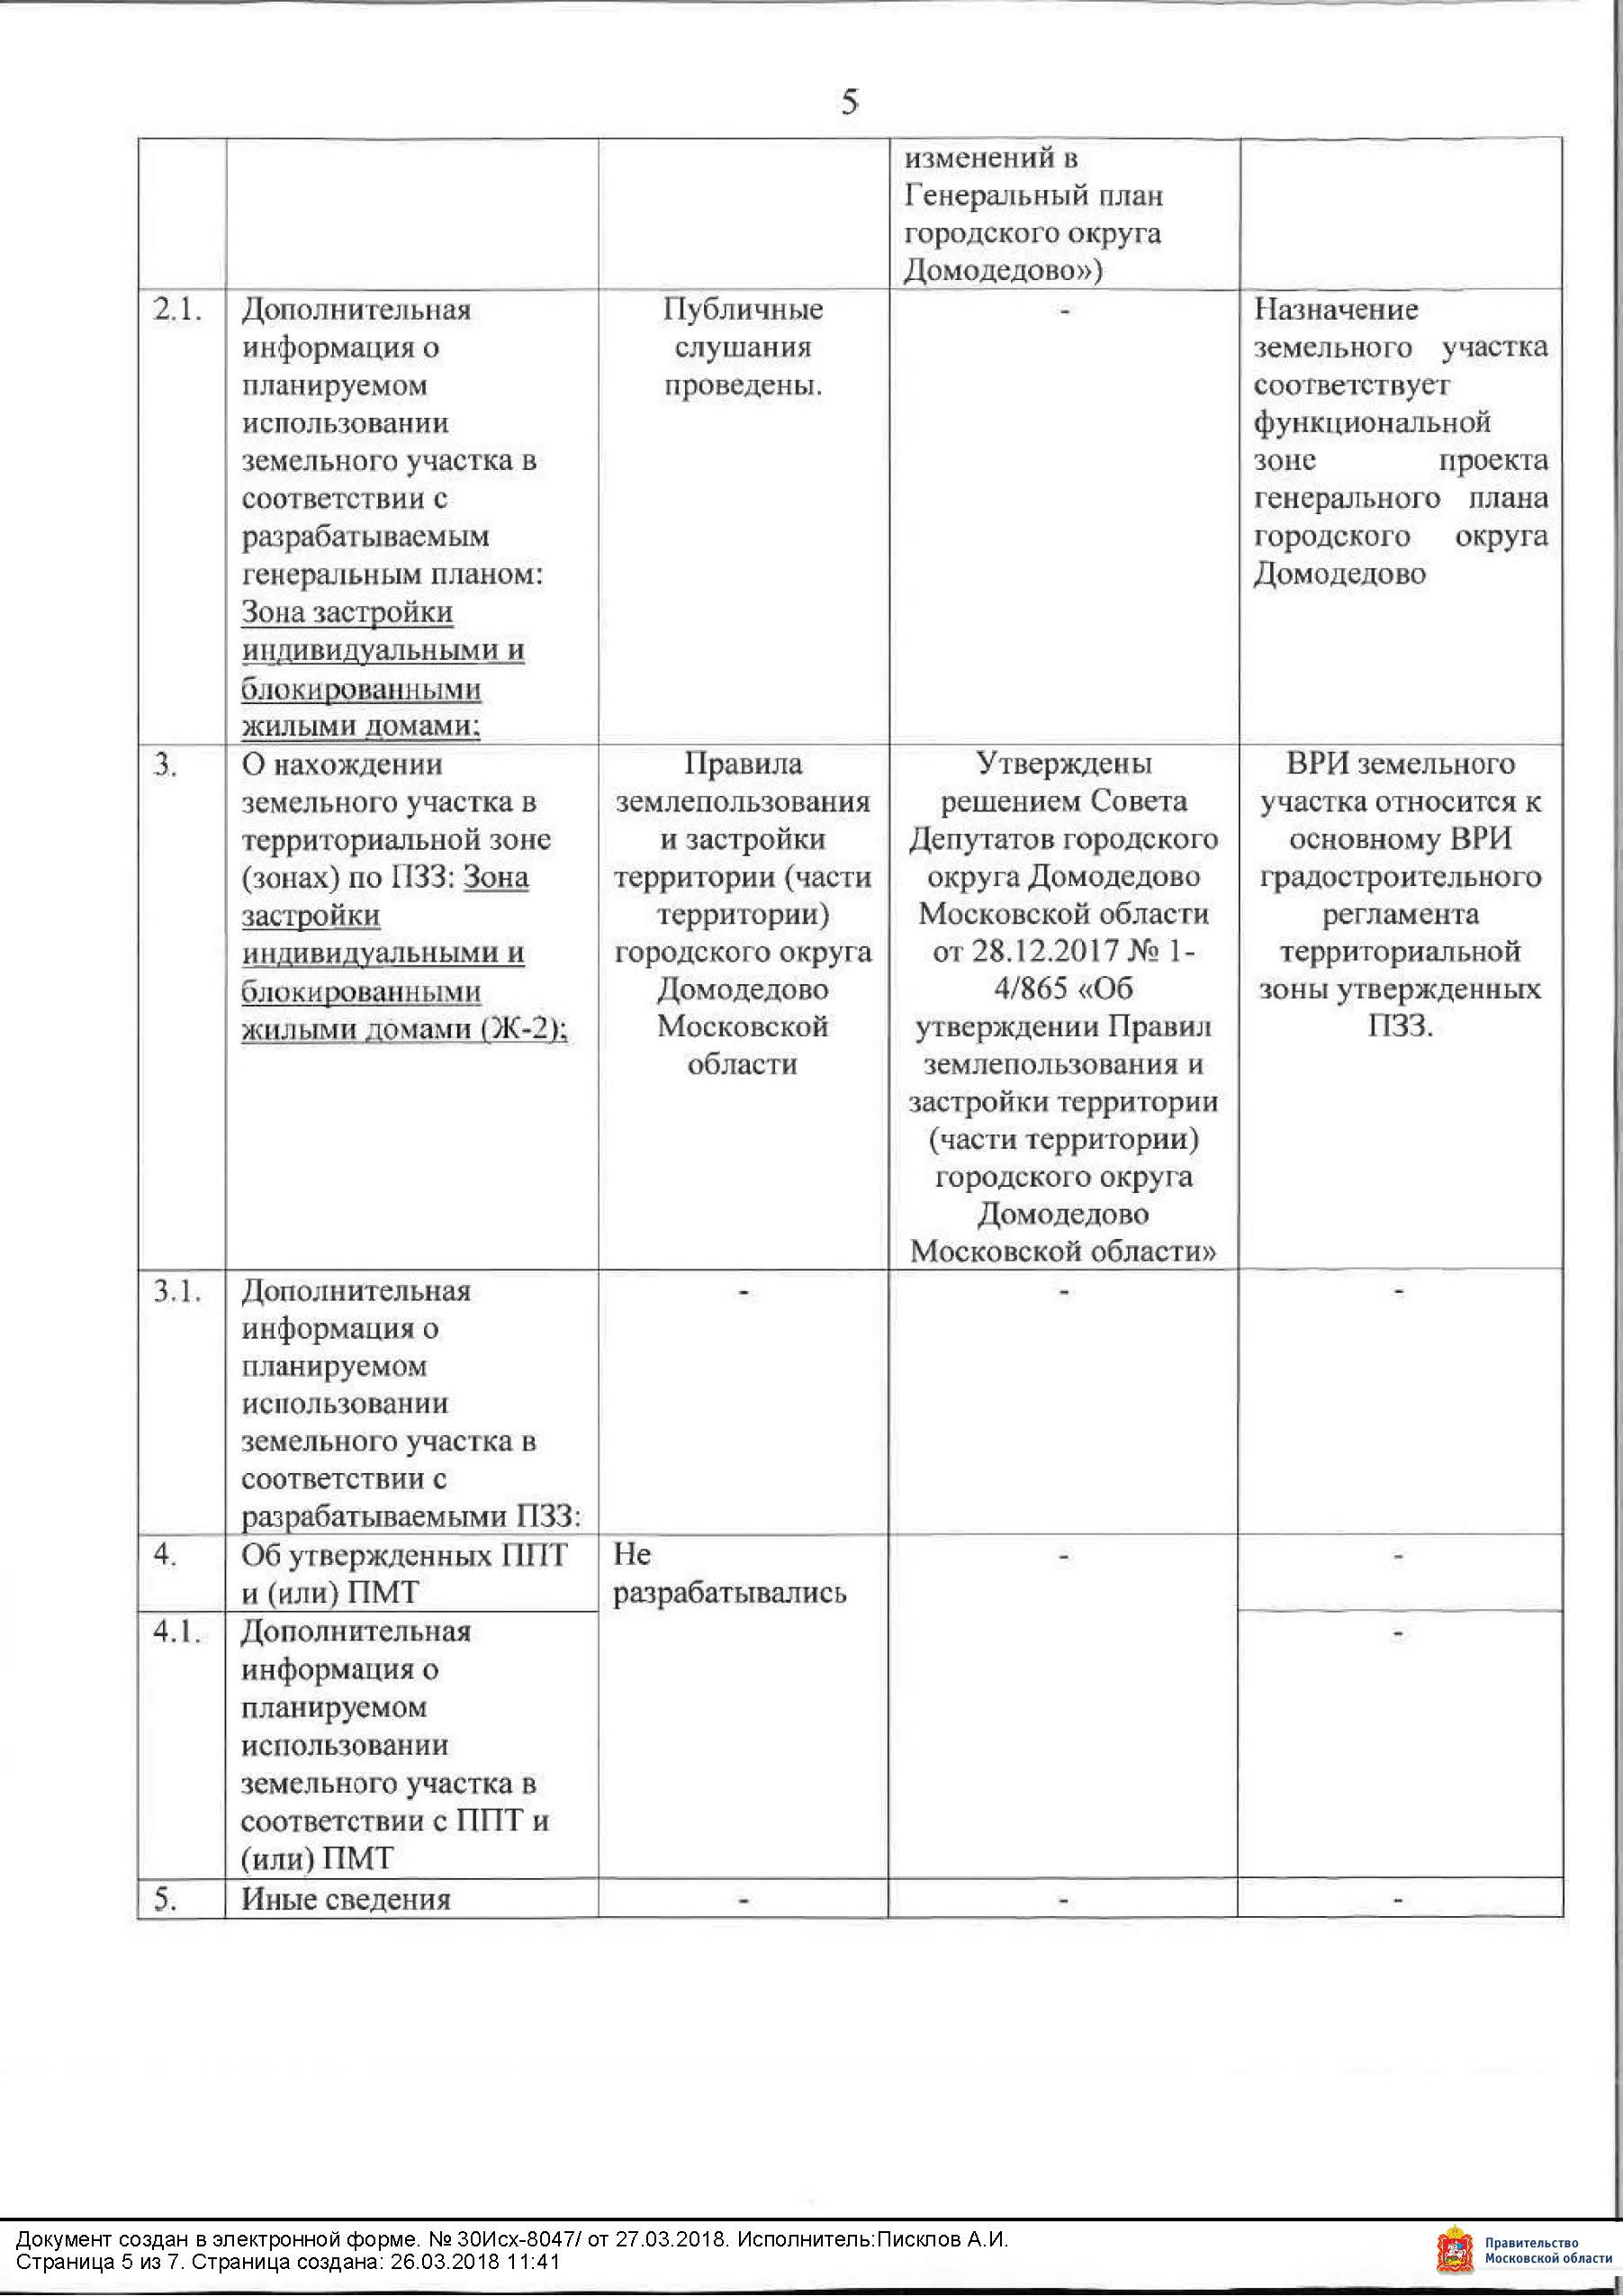 5
изменений в
Генеральный план
городского округа
Домодедово»)
2.1.
Дополнительная
информация о
планируемом
использовании
земельного участка в
соответствии с
разрабатываемым
генеральным планом:
Зона застройки
индивидуальными и
блокированными
жилыми домами;
Публичные
слушания
проведены.
-
Назначение
земельного участка
соответствует
функциональной
зоне проекта
генерального плана
городского округа
Домодедово
3.
О нахождении
земельного участка в
территориальной зоне
(зонах) по ПЗЗ: Зона
застройки
индивидуальными и
блокированными
жилыми домами (Ж-2);
Правила
землепользования
и застройки
территории (части
территории)
городского округа
Домодедово
Московской
области
Утверждены
решением Совета
Депутатов городского
округа Домодедово
Московской области
от 28.12.2017 № 1-
4/865 «Об
утверждении Правил
землепользования и
застройки территории
(части территории)
городского округа
Домодедово
Московской области»
ВРИ земельного
участка относится к
основному ВРИ
градостроительного
регламента
территориальной
зоны утвержденных
ПЗЗ.
3.1.
Дополнительная
информация о
планируемом
использовании
земельного участка в
соответствии с
разрабатываемыми ПЗЗ:
-
-
-
4.
Об утвержденных ППТ
и (или) ПМТ
Не
разрабатывались
-
-
4.1.
Дополнительная
информация о
планируемом
использовании
земельного участка в
соответствии с ППТ и
(или) ПМТ
-
5.
Иные сведения
-
-
-
Документ создан в электронной форме. № 30Исх-8047/ от 27.03.2018. Исполнитель:Писклов А.И.
Страница 5 из 7. Страница создана: 26.03.2018 11:41
Правительство
Московской области